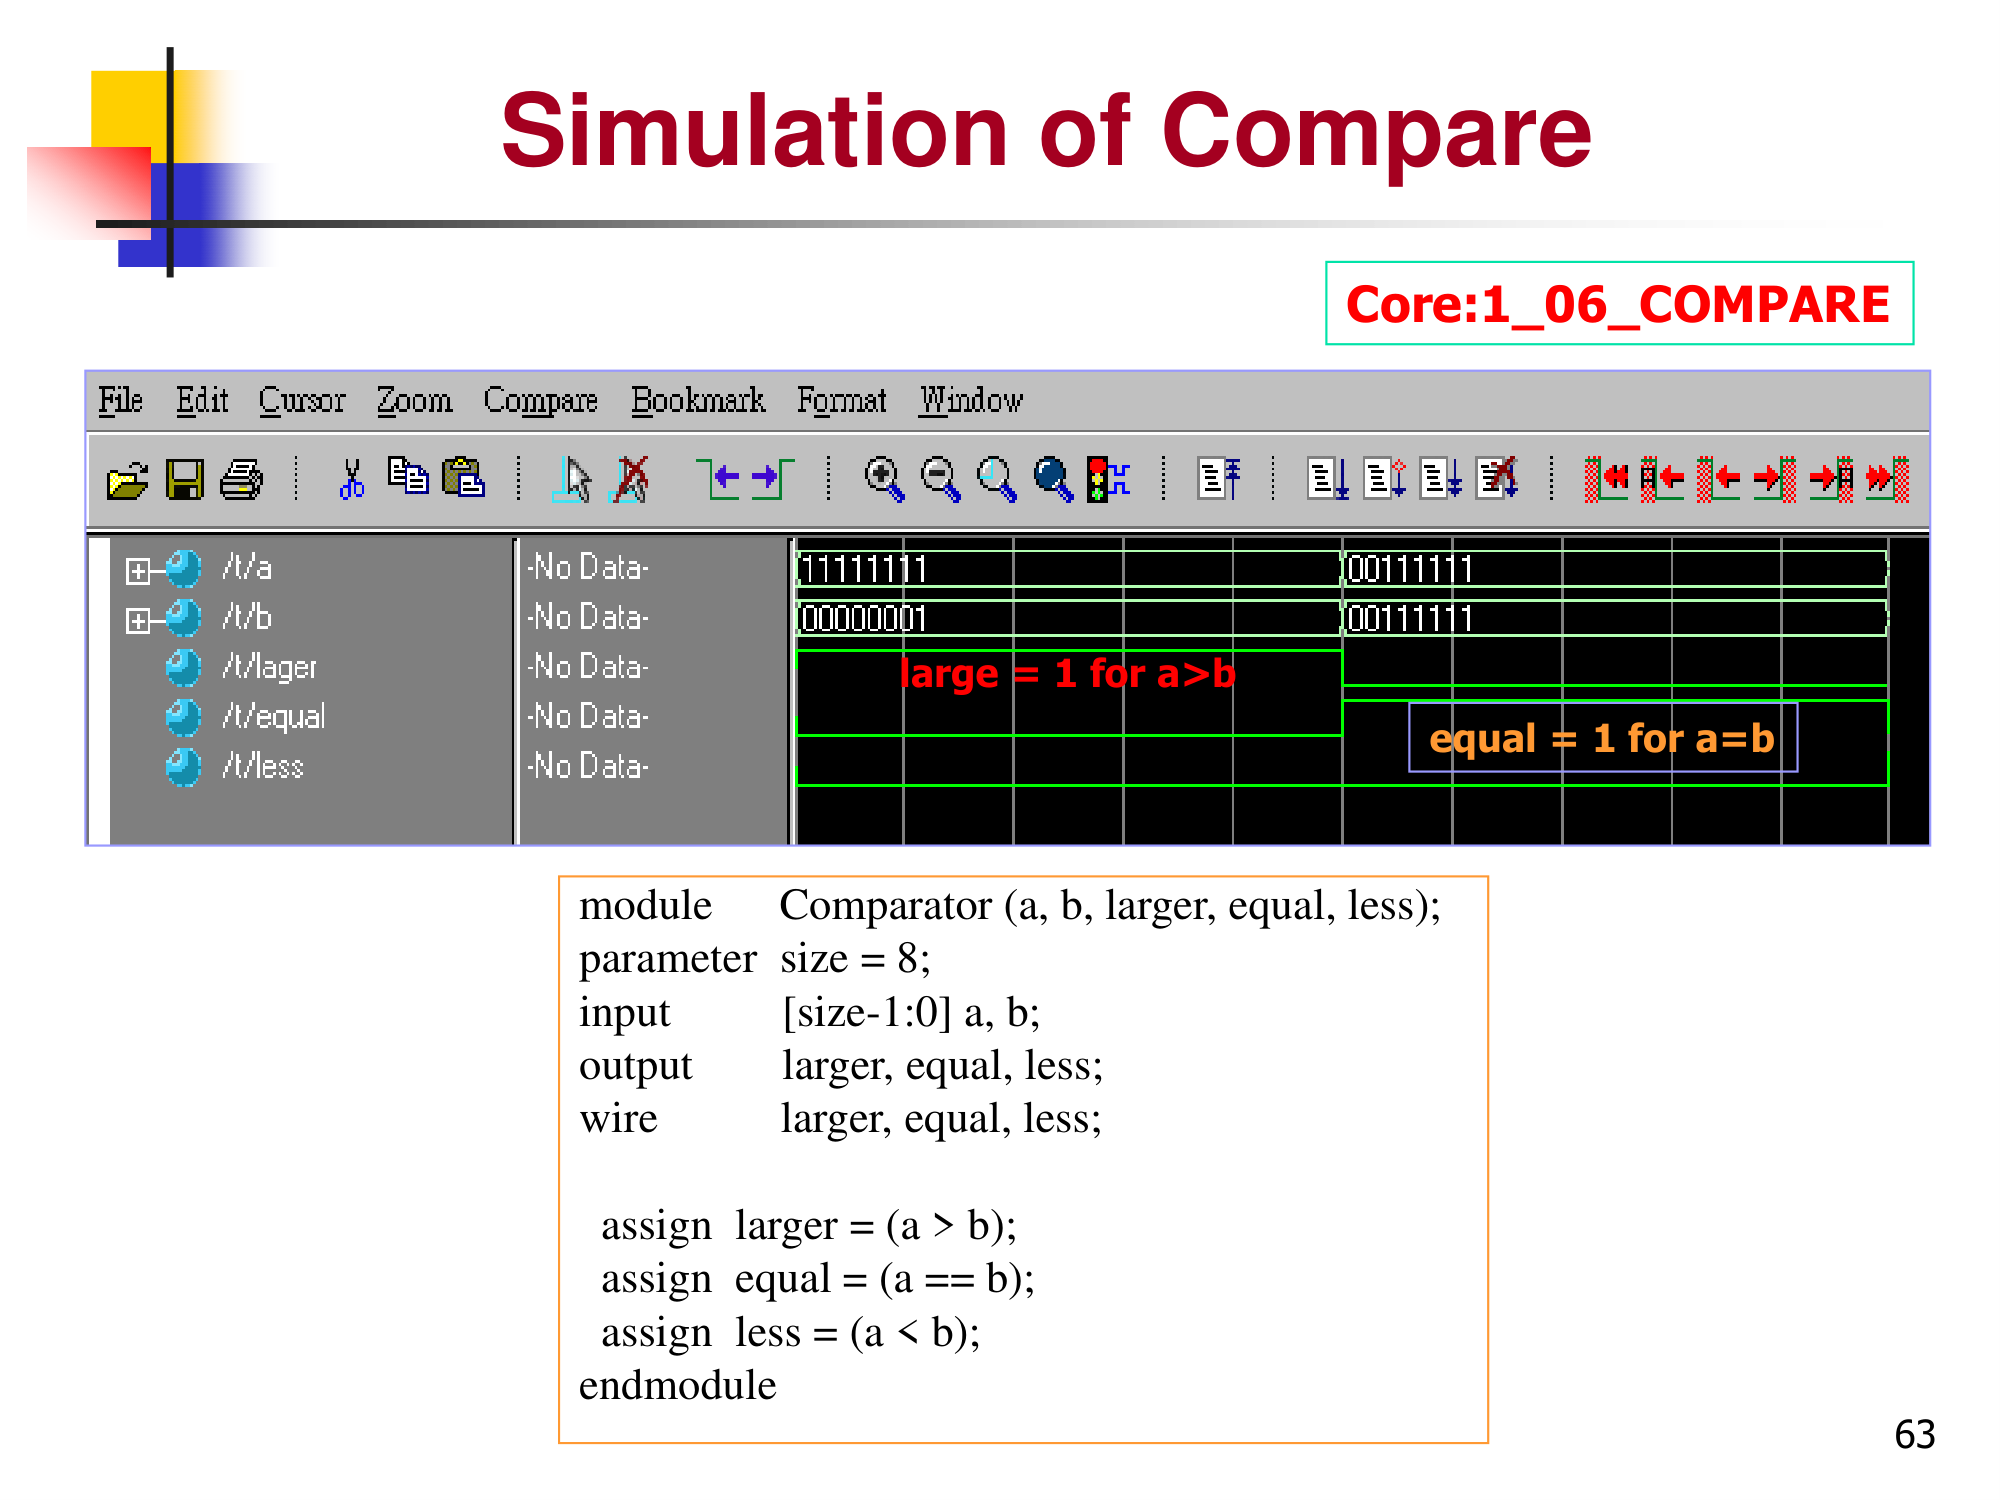 Simulation of Compare
Core:1_06_COMPARE
File Edit Cursor Zoom Compare Bookmark Format Window
/t/a -No Data- 11111111 00111111
/t/b -No Data- 00000001 00111111
/t/lager -No Data- large = 1 for a>b
/t/equal -No Data- equal = 1 for a=b
/t/less -No Data-
module Comparator (a, b, larger, equal, less);
parameter size = 8;
input [size-1:0] a, b;
output larger, equal, less;
wire larger, equal, less;
assign larger = (a > b);
assign equal = (a == b);
assign less = (a < b);
endmodule
63